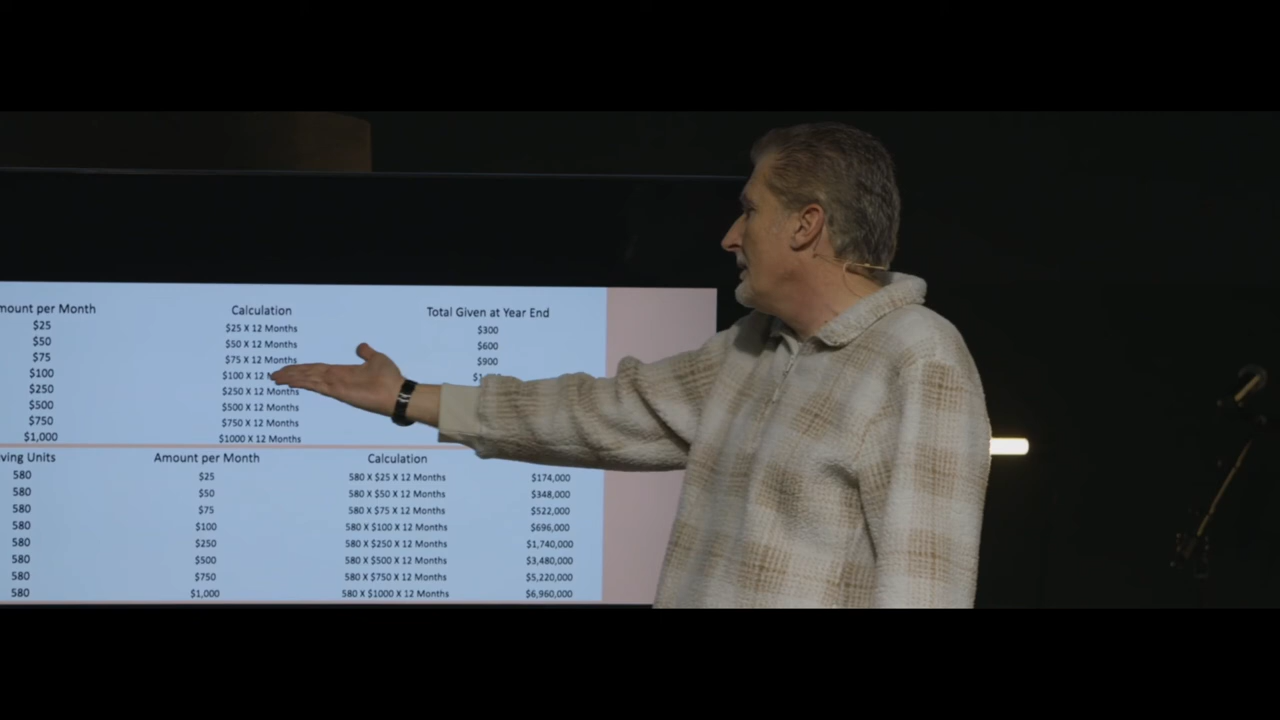 mount per Month Calculation Total Given at Year End
$25 $25 X 12 Months $300
$50 $50 X 12 Months $600
$75 $75 X 12 Months $900
$100 $100 X 12
$250 $250 X 12 Months
$500 $500 X 12 Months
$750 $750 X 12 Months
$1,000 $1000 X 12 Months
ving Units Amount per Month Calculation
580 $25 580 X $25 X 12 Months $174,000
580 $50 580 X $50 X 12 Months $348,000
580 $75 580 X $75 X 12 Months $522,000
580 $100 580 X $100 X 12 Months $696,000
580 $250 580 X $250 X 12 Months $1,740,000
580 $500 580 X $500 X 12 Months $3,480,000
580 $750 580 X $750 X 12 Months $5,220,000
580 $1,000 580 X $1000 X 12 Months $6,960,000